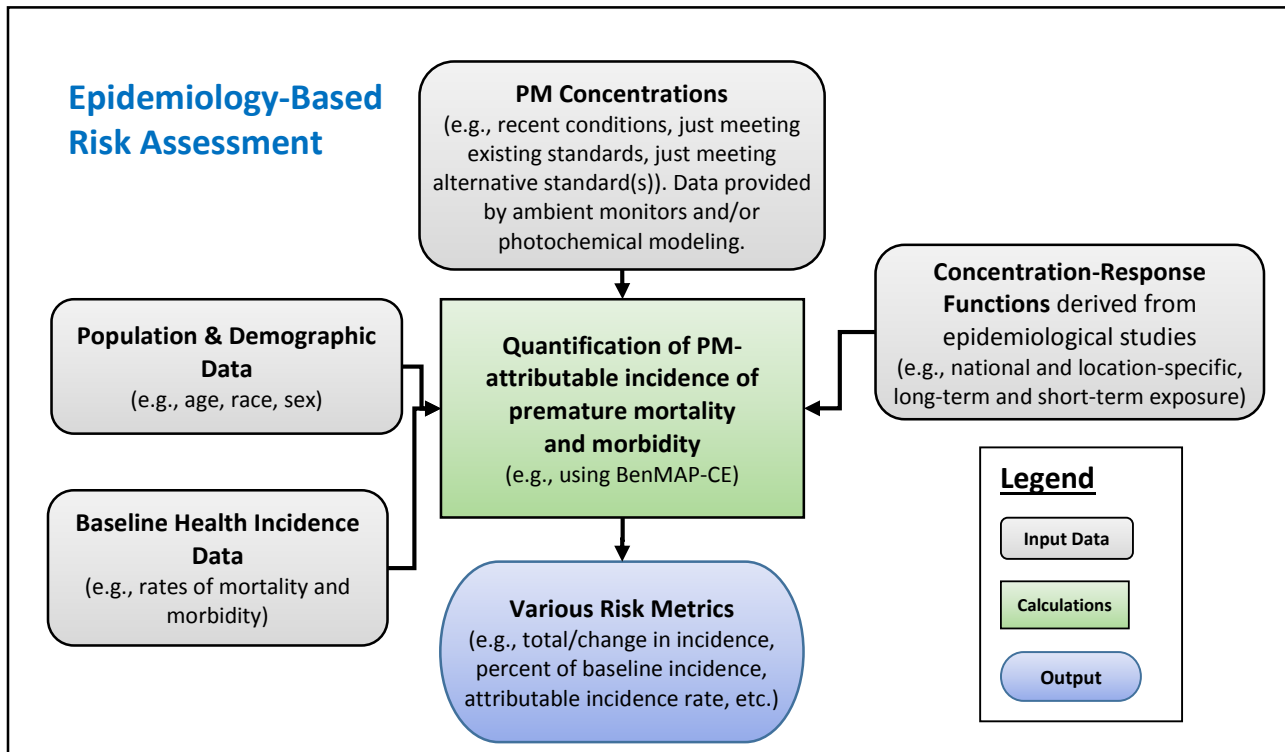 Epidemiology-Based
Risk Assessment
PM Concentrations
(e.g., recent conditions, just meeting
existing standards, just meeting
alternative standard(s)). Data provided
by ambient monitors and/or
photochemical modeling.
Concentration-Response
Functions derived from
epidemiological studies
(e.g., national and location-specific,
long-term and short-term exposure)
Population & Demographic
Data
(e.g., age, race, sex)
Quantification of PM-
attributable incidence of
premature mortality
and morbidity
(e.g., using BenMAP-CE)
Baseline Health Incidence
Data
(e.g., rates of mortality and
morbidity)
Various Risk Metrics
(e.g., total/change in incidence,
percent of baseline incidence,
attributable incidence rate, etc.)
Legend
Input Data
Calculations
Output